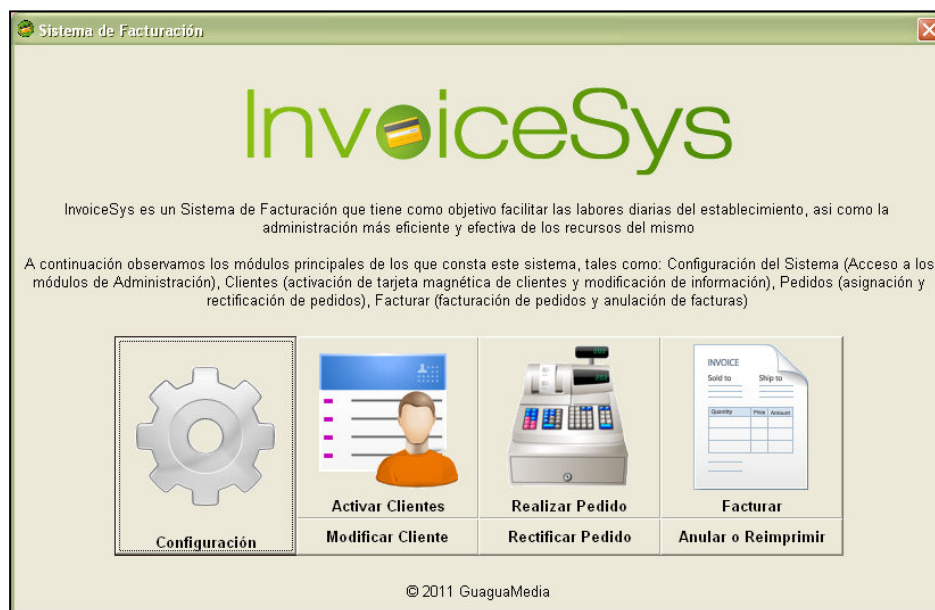 Sistema de Facturación
InvoiceSys
InvoiceSys es un Sistema de Facturación que tiene como objetivo facilitar las labores diarias del establecimiento, asi como la
administración más eficiente y efectiva de los recursos del mismo
A continuación observamos los módulos principales de los que consta este sistema, tales como: Configuración del Sistema (Acceso a los
módulos de Administración), Clientes (activación de tarjeta magnética de clientes y modificación de información), Pedidos (asignación y
rectificación de pedidos), Facturar (facturación de pedidos y anulación de facturas)
INVOICE
Sold to Ship to
Quantity Price Amount
Activar Clientes Realizar Pedido Facturar
Configuración Modificar Cliente Rectificar Pedido Anular o Reimprimir
© 2011 GuaguaMedia